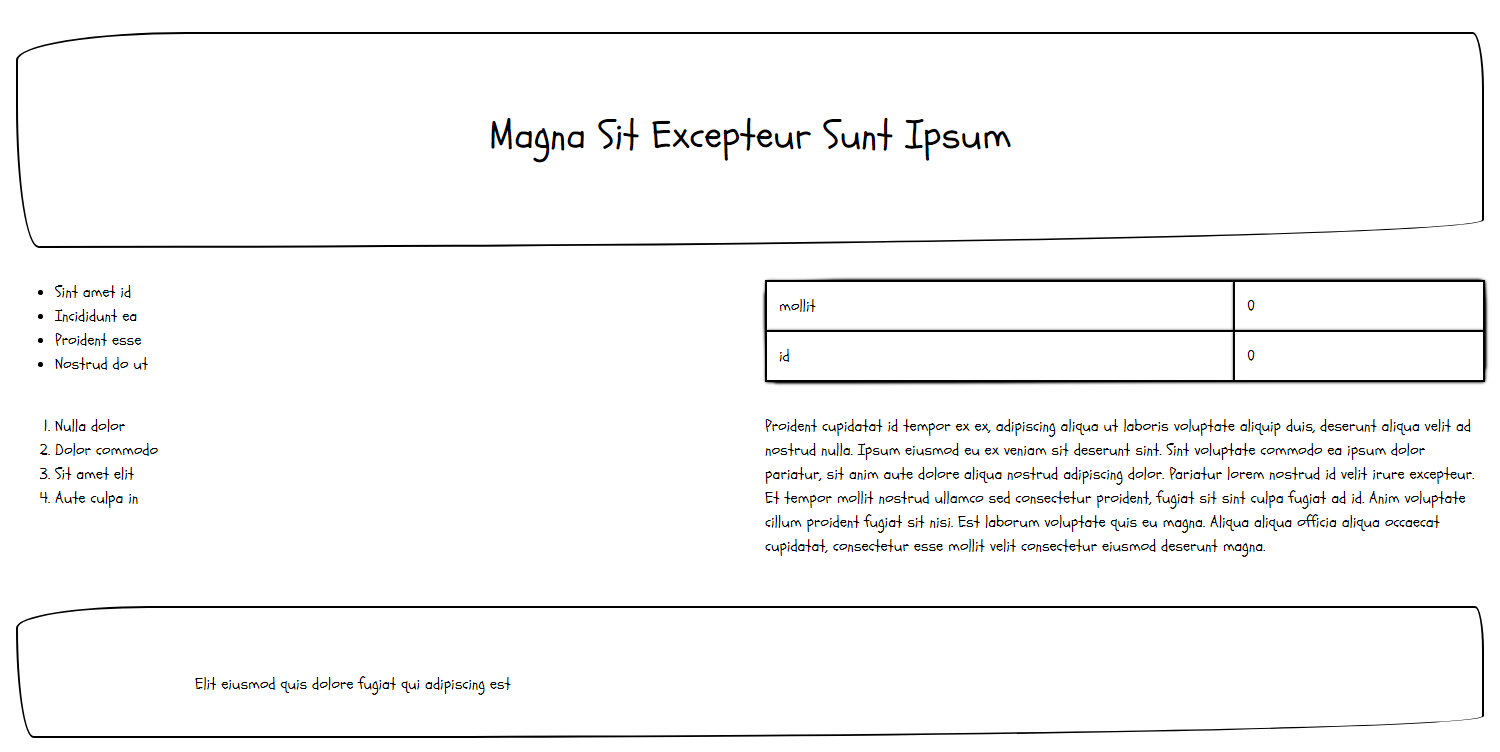 Magna Sit Excepteur Sunt Ipsum
• Sint amet id
• Incididunt ea
• Proident esse
• Nostrud do ut
mollit 0
id 0
1. Nulla dolor
2. Dolor commodo
3. Sit amet elit
4. Aute culpa in
Proident cupidatat id tempor ex ex, adipiscing aliqua ut laboris voluptate aliquip duis, deserunt aliqua velit ad
nostrud nulla. Ipsum eiusmod eu ex veniam sit deserunt sint. Sint voluptate commodo ea ipsum dolor
pariatur, sit anim aute dolore aliqua nostrud adipiscing dolor. Pariatur lorem nostrud id velit irure excepteur.
Et tempor mollit nostrud ullamco sed consectetur proident, fugiat sit sint culpa fugiat ad id. Anim voluptate
cillum proident fugiat sit nisi. Est laborum voluptate quis eu magna. Aliqua aliqua officia aliqua occaecat
cupidatat, consectetur esse mollit velit consectetur eiusmod deserunt magna.
Elit eiusmod quis dolore fugiat qui adipiscing est